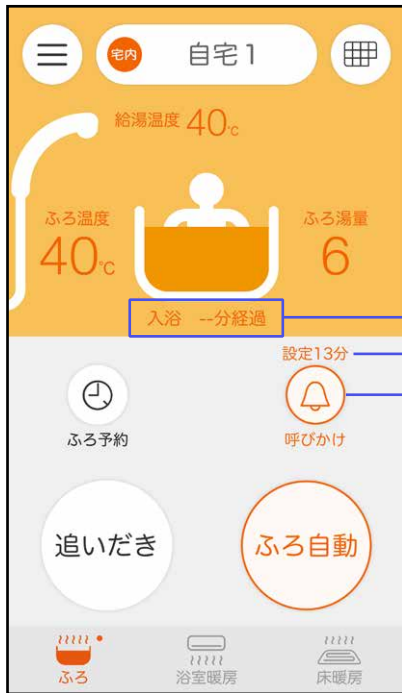 宅内 自宅1
給湯温度 40℃
ふろ温度 ふろ湯量
40℃ 6
入浴 --分経過
設定13分
ふろ予約 呼びかけ
追いだき ふろ自動
ふろ 浴室暖房 床暖房